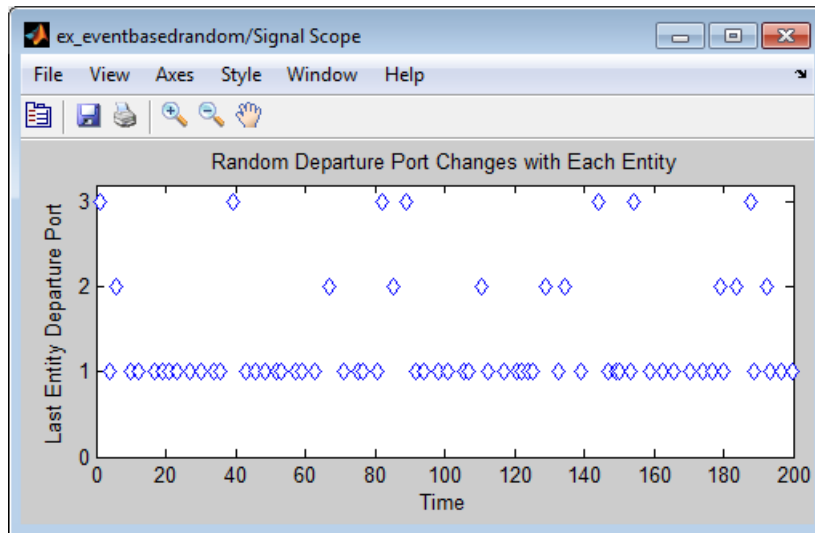 ex_eventbasedrandom/Signal Scope
File View Axes Style Window Help
Random Departure Port Changes with Each Entity
Last Entity Departure Port
3
2
1
0
0 20 40 60 80 100 120 140 160 180 200
Time